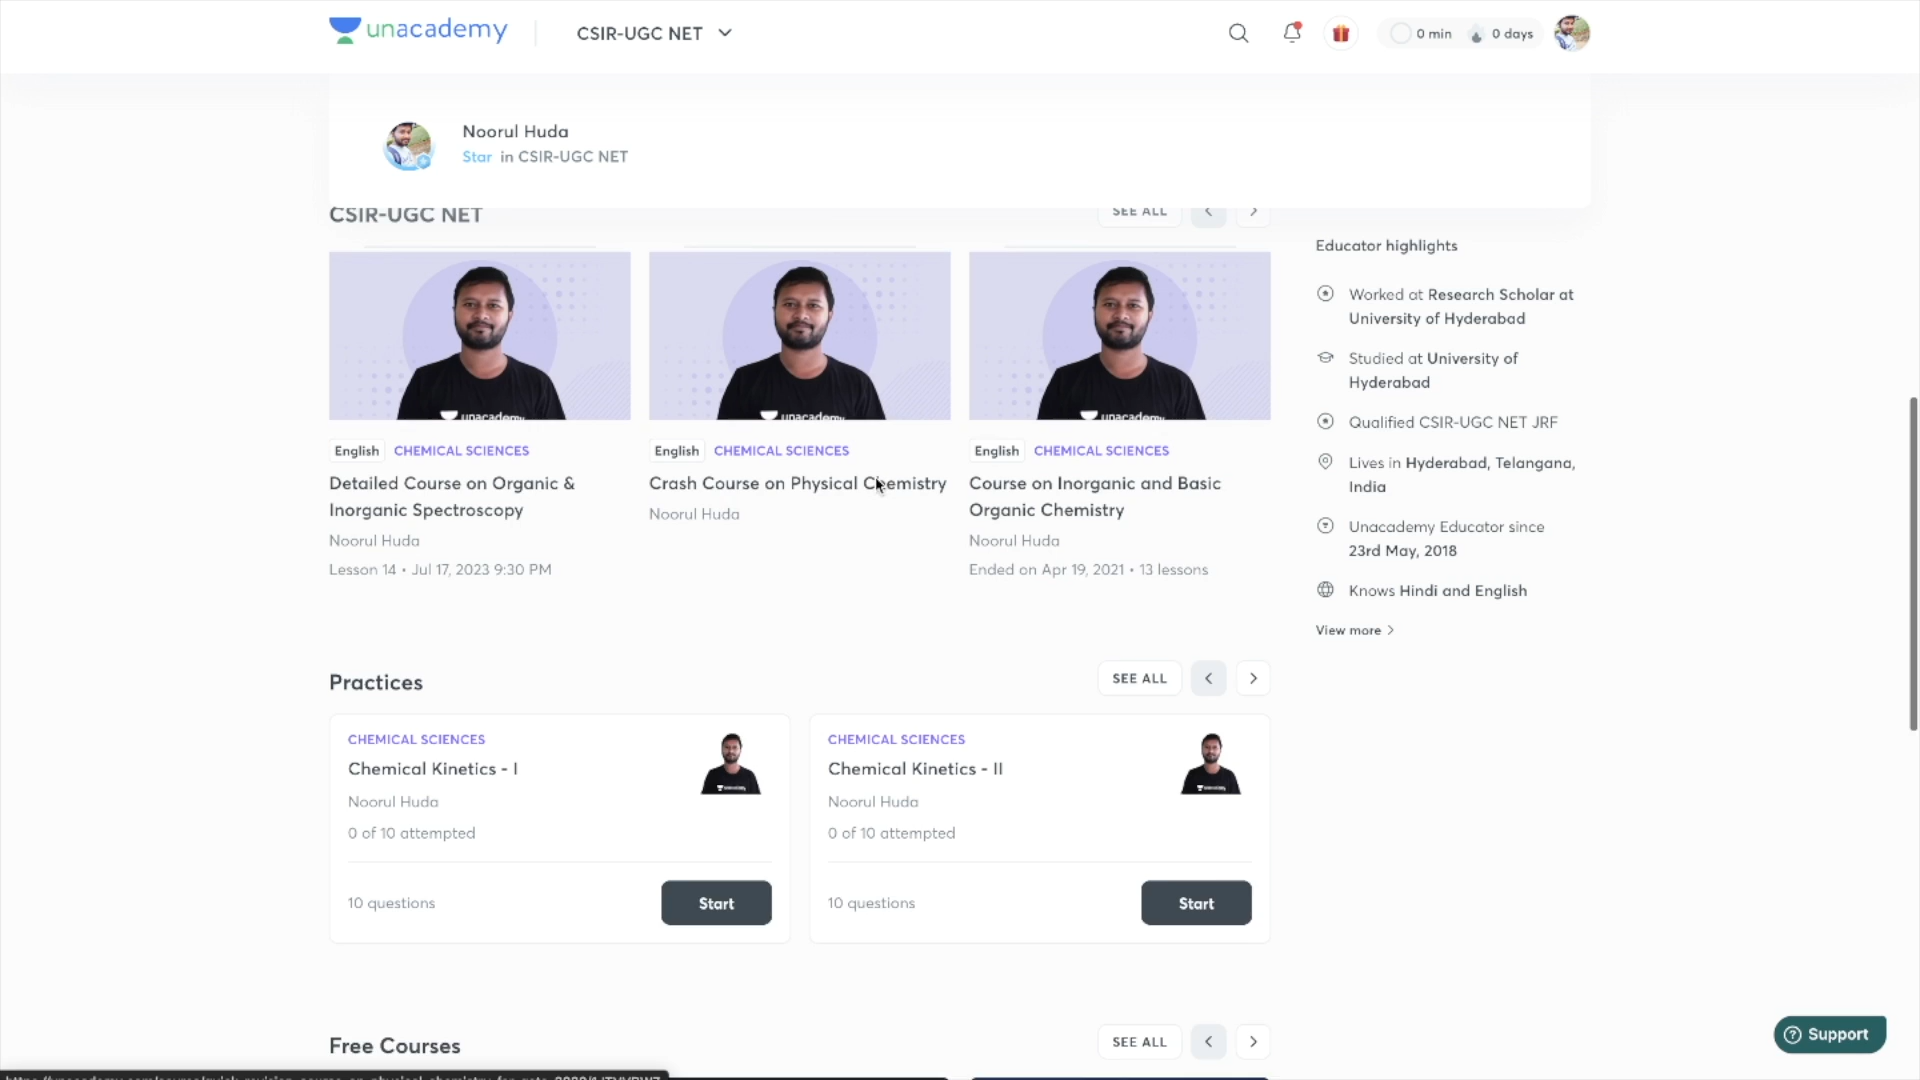 unacademy
CSIR-UGC NET
0 min
0 days
Noorul Huda
Star in CSIR-UGC NET
CSIR-UGC NET
SEE ALL
unacademy
unacademy
unacademy
English CHEMICAL SCIENCES
Detailed Course on Organic &
Inorganic Spectroscopy
Noorul Huda
Lesson 14 • Jul 17, 2023 9:30 PM
English CHEMICAL SCIENCES
Crash Course on Physical Chemistry
Noorul Huda
English CHEMICAL SCIENCES
Course on Inorganic and Basic
Organic Chemistry
Noorul Huda
Ended on Apr 19, 2021 • 13 lessons
Educator highlights
Worked at Research Scholar at
University of Hyderabad
Studied at University of
Hyderabad
Qualified CSIR-UGC NET JRF
Lives in Hyderabad, Telangana,
India
Unacademy Educator since
23rd May, 2018
Knows Hindi and English
View more
Practices
SEE ALL
CHEMICAL SCIENCES
Chemical Kinetics - I
Noorul Huda
0 of 10 attempted
10 questions
Start
CHEMICAL SCIENCES
Chemical Kinetics - II
Noorul Huda
0 of 10 attempted
10 questions
Start
Free Courses
SEE ALL
Support